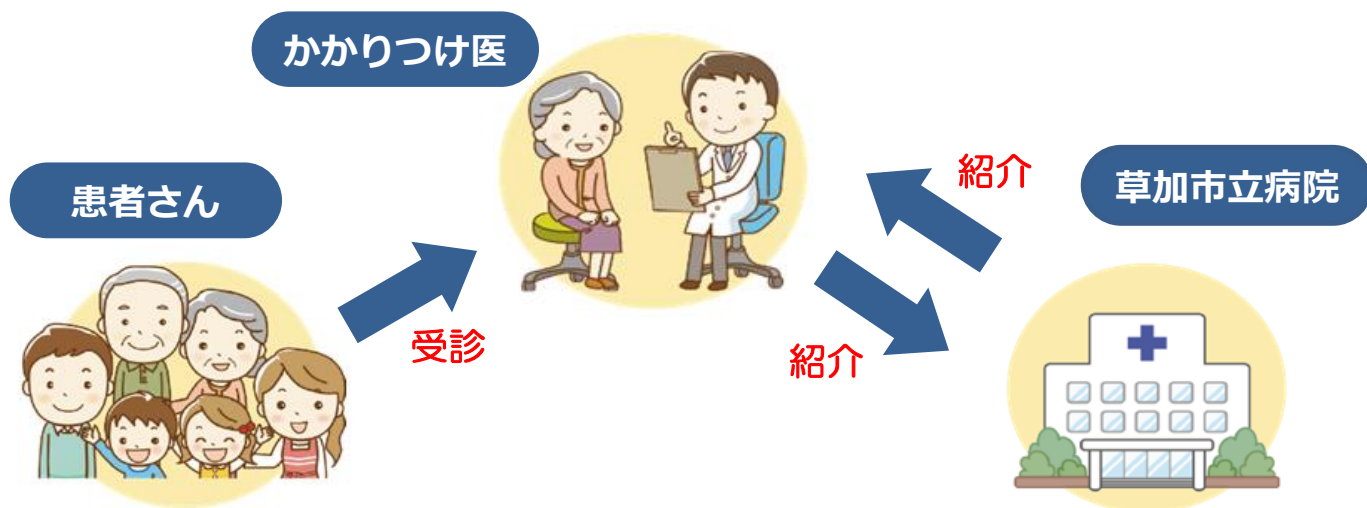 かかりつけ医
患者さん
受診
紹介
紹介
草加市立病院